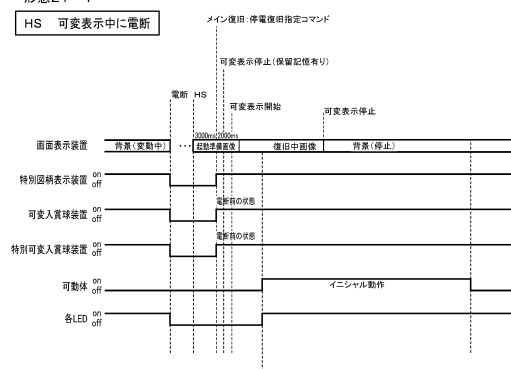 HS　可変表示中に電断
メイン復旧：停電復旧指定コマンド
可変表示停止（保留記憶有り）
電断　HS
可変表示開始
可変表示停止
3000ms 2000ms
画面表示装置　背景（変動中）　･･･　起動準備画像　復旧中画像　背景（停止）
特別図柄表示装置　on
off
電断前の状態
可変入賞球装置　on
off
電断前の状態
特別可変入賞球装置　on
off
可動体　on
off　イニシャル動作
各LED　on
off